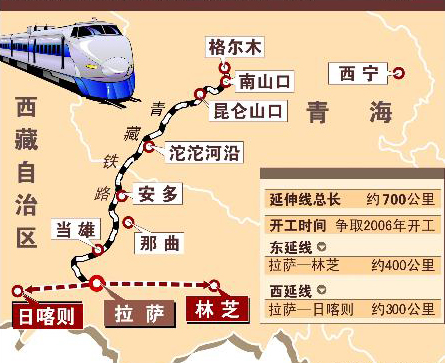 格尔木
南山口
西宁
昆仑山口
青海
西藏自治区
青藏铁路
沱沱河沿
安多
那曲
当雄
日喀则
拉萨
林芝
延伸线总长 约700公里
开工时间 争取2006年开工
东延线
拉萨—林芝 约400公里
西延线
拉萨—日喀则 约300公里